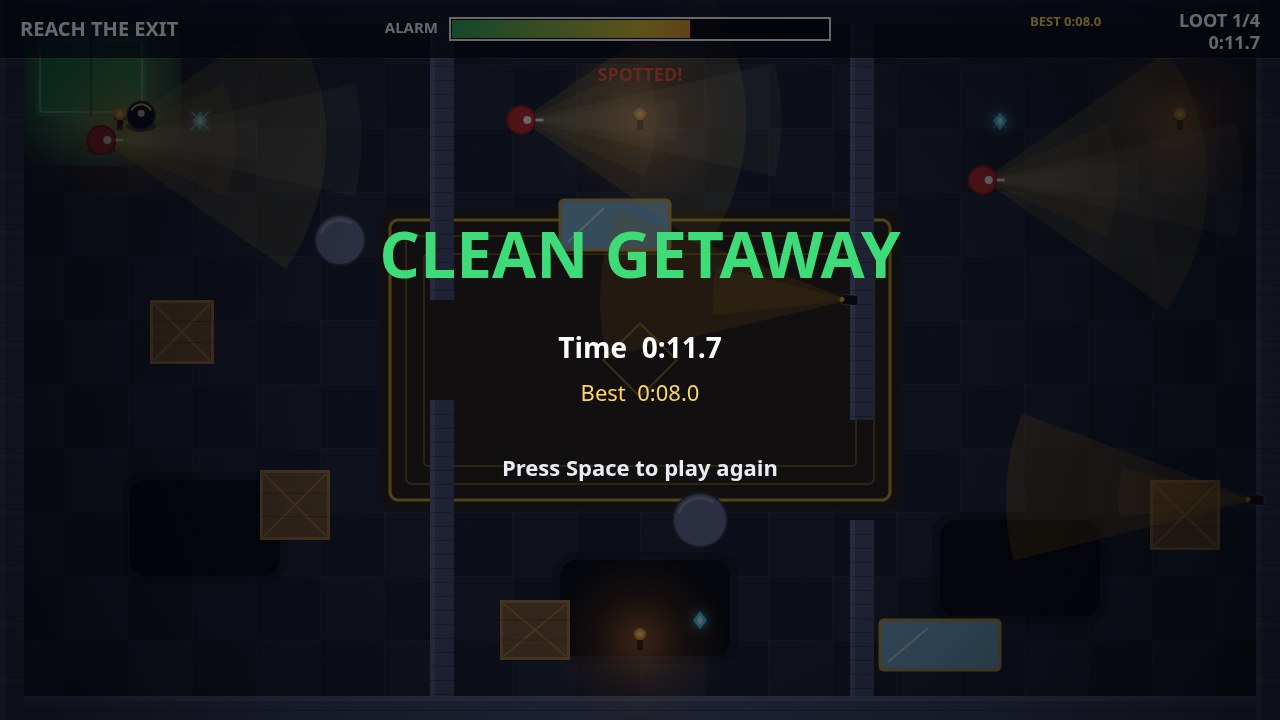 REACH THE EXIT
ALARM
BEST 0:08.0
LOOT 1/4
0:11.7
SPOTTED!
CLEAN GETAWAY
Time 0:11.7
Best 0:08.0
Press Space to play again